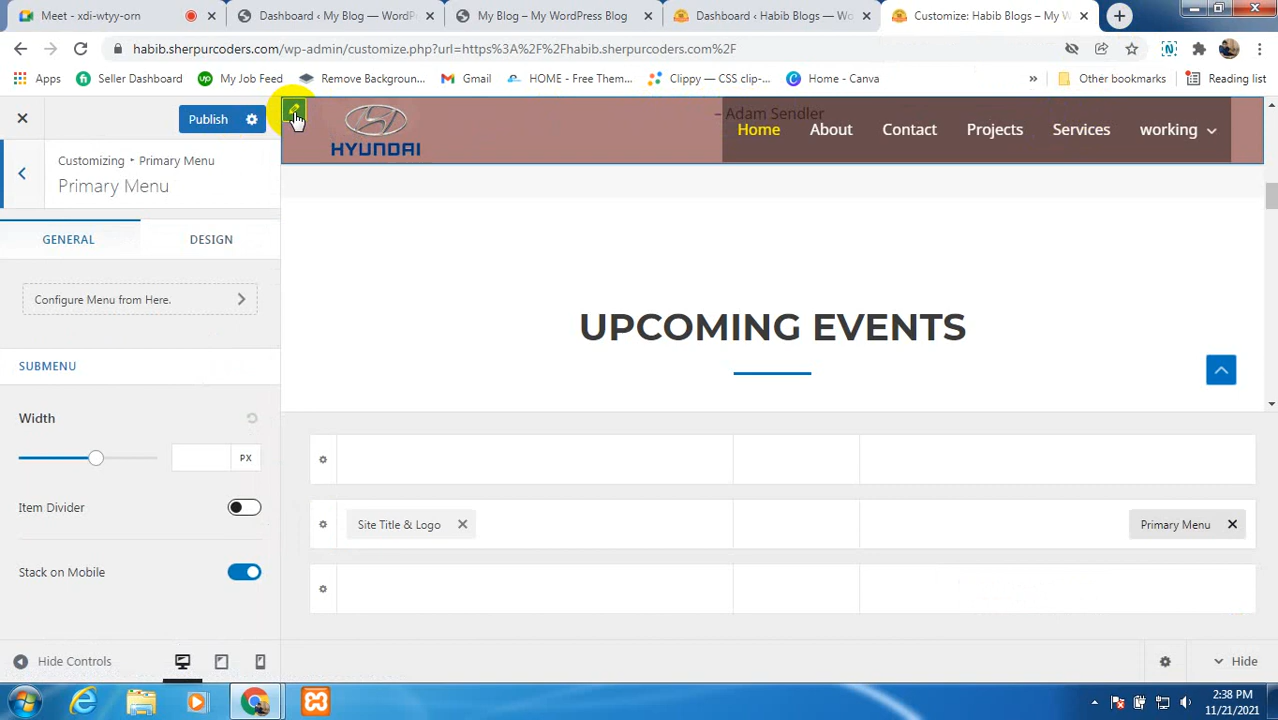 Meet - xdi-wtyy-orn
Dashboard ‹ My Blog — WordP
My Blog – My WordPress Blog
Dashboard ‹ Habib Blogs — W
Customize: Habib Blogs – My W
habib.sherpurcoders.com/wp-admin/customize.php?url=https%3A%2F%2Fhabib.sherpurcoders.com%2F
Apps
Seller Dashboard
My Job Feed
Remove Backgroun...
Gmail
HOME - Free Them...
Clippy — CSS clip-...
Home - Canva
»
Other bookmarks
Reading list
Publish
Customizing ▸ Primary Menu
Primary Menu
GENERAL
DESIGN
Configure Menu from Here.
SUBMENU
Width
PX
Item Divider
Stack on Mobile
Hide Controls
HYUNDAI
– Adam Sendler
Home
About
Contact
Projects
Services
working
UPCOMING EVENTS
Site Title & Logo
Primary Menu
Hide
2:38 PM
11/21/2021